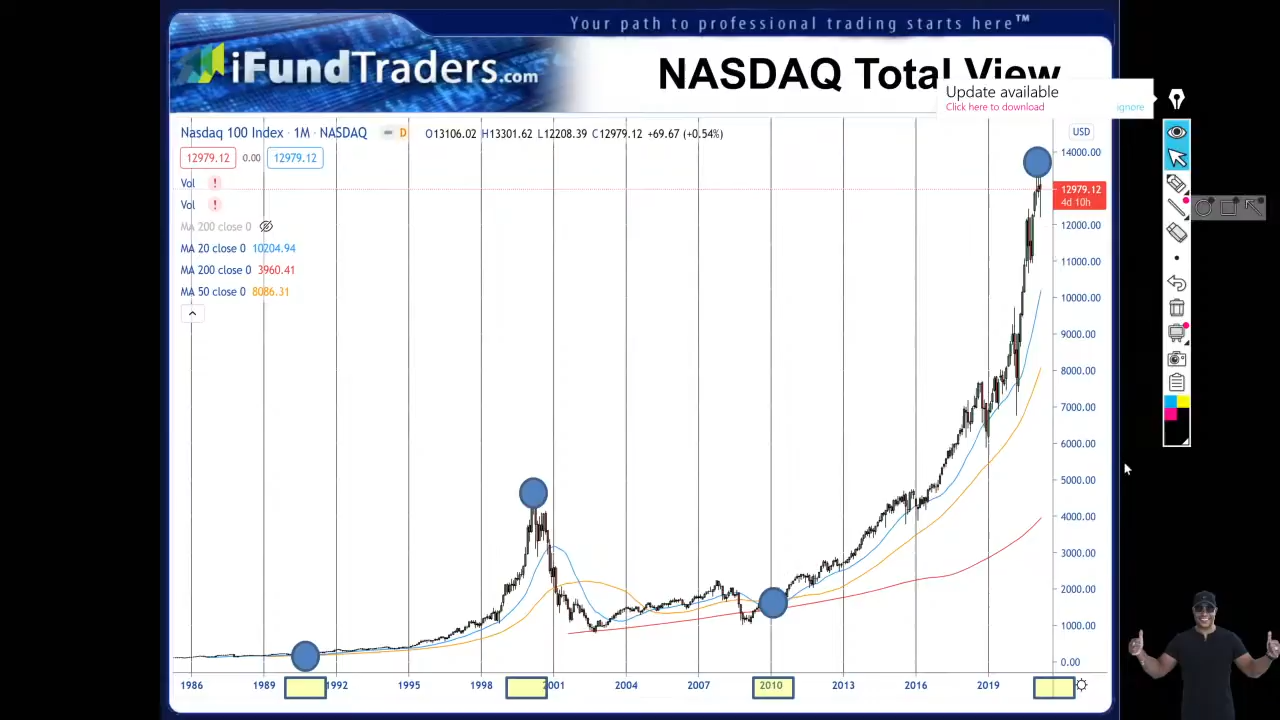 Your path to professional trading starts here™
iFundTraders.com
NASDAQ Total View
Update available
Click here to download
ignore
Nasdaq 100 Index · 1M · NASDAQ
D
O13106.02 H13301.62 L12208.39 C12979.12 +69.67 (+0.54%)
USD
12979.12 0.00 12979.12
Vol !
Vol !
MA 200 close 0
MA 20 close 0 10204.94
MA 200 close 0 3960.41
MA 50 close 0 8086.31
14000.00
12979.12
4d 10h
12000.00
11000.00
10000.00
9000.00
8000.00
7000.00
6000.00
5000.00
4000.00
3000.00
2000.00
1000.00
0.00
1986 1989 1992 1995 1998 2001 2004 2007 2010 2013 2016 2019